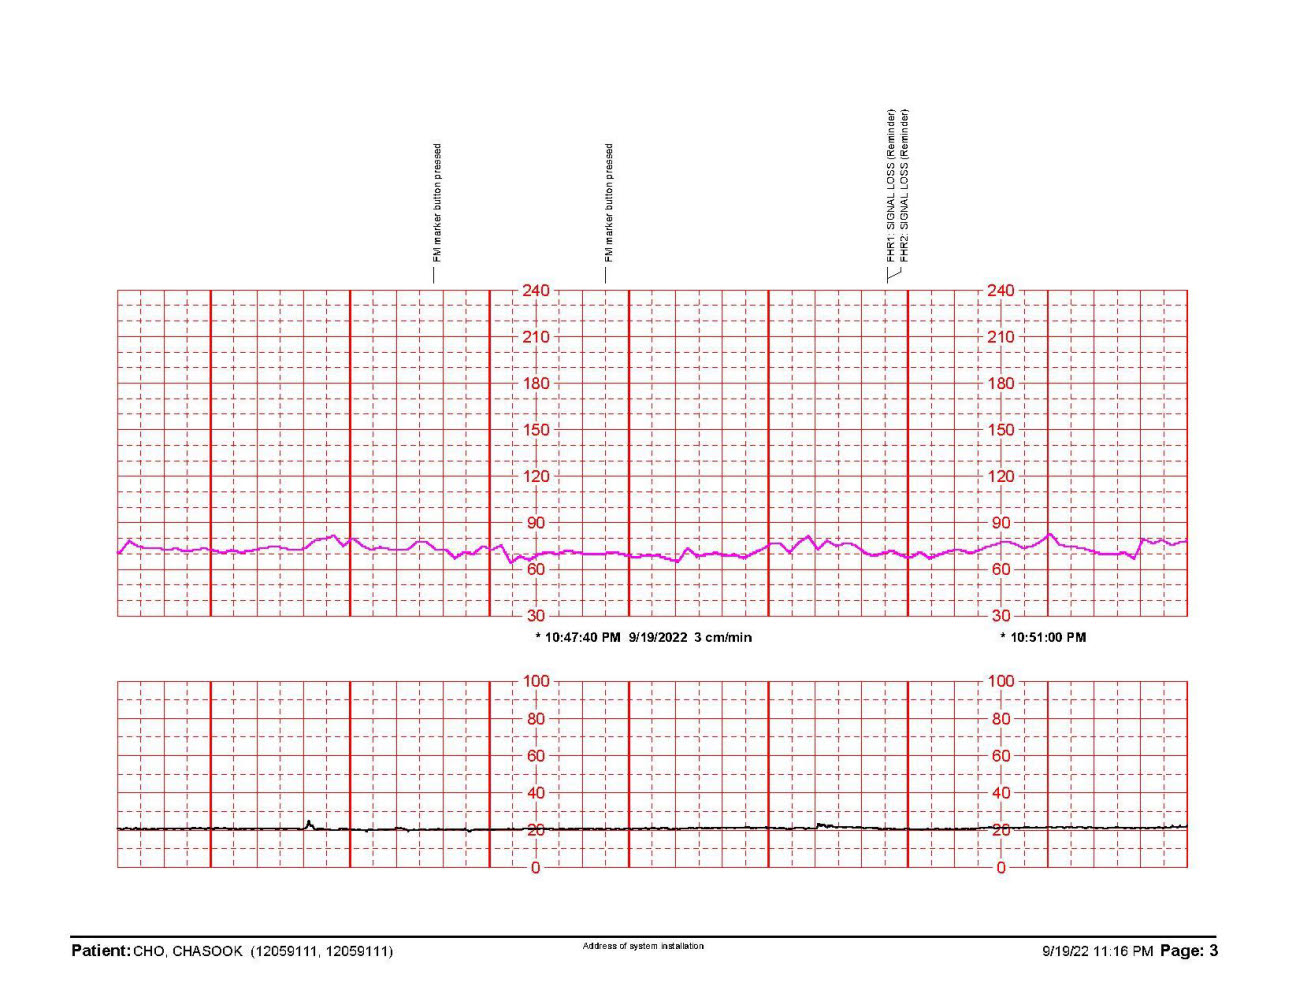 FM marker button pressed
FM marker button pressed
FHR1: SIGNAL LOSS (Reminder)
FHR2: SIGNAL LOSS (Reminder)
240 240
210 210
180 180
150 150
120 120
90 90
60 60
30 30
* 10:47:40 PM 9/19/2022 3 cm/min * 10:51:00 PM
100 100
80 80
60 60
40 40
20 20
0 0
Patient: CHO, CHASOOK (12059111, 12059111) Address of system installation 9/19/22 11:16 PM Page: 3